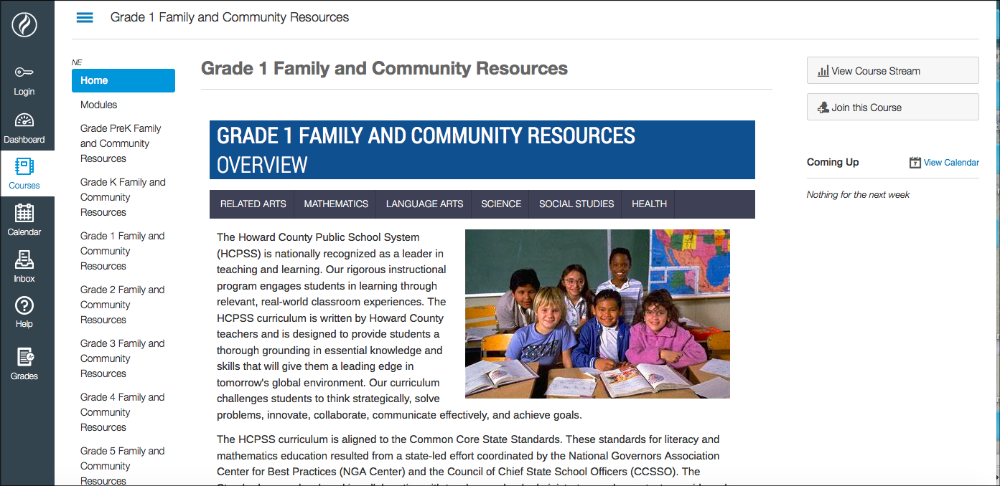 Grade 1 Family and Community Resources
Login
Dashboard
Courses
Calendar
Inbox
Help
Grades
NE
Home
Modules
Grade PreK Family
and Community
Resources
Grade K Family and
Community
Resources
Grade 1 Family and
Community
Resources
Grade 2 Family and
Community
Resources
Grade 3 Family and
Community
Resources
Grade 4 Family and
Community
Resources
Grade 5 Family and
Community
Resources
Grade 1 Family and Community Resources
GRADE 1 FAMILY AND COMMUNITY RESOURCES
OVERVIEW
RELATED ARTS MATHEMATICS LANGUAGE ARTS SCIENCE SOCIAL STUDIES HEALTH
The Howard County Public School System
(HCPSS) is nationally recognized as a leader in
teaching and learning. Our rigorous instructional
program engages students in learning through
relevant, real-world classroom experiences. The
HCPSS curriculum is written by Howard County
teachers and is designed to provide students a
thorough grounding in essential knowledge and
skills that will give them a leading edge in
tomorrow's global environment. Our curriculum
challenges students to think strategically, solve
problems, innovate, collaborate, communicate effectively, and achieve goals.
The HCPSS curriculum is aligned to the Common Core State Standards. These standards for literacy and
mathematics education resulted from a state-led effort coordinated by the National Governors Association
Center for Best Practices (NGA Center) and the Council of Chief State School Officers (CCSSO). The
View Course Stream
Join this Course
Coming Up
7 View Calendar
Nothing for the next week